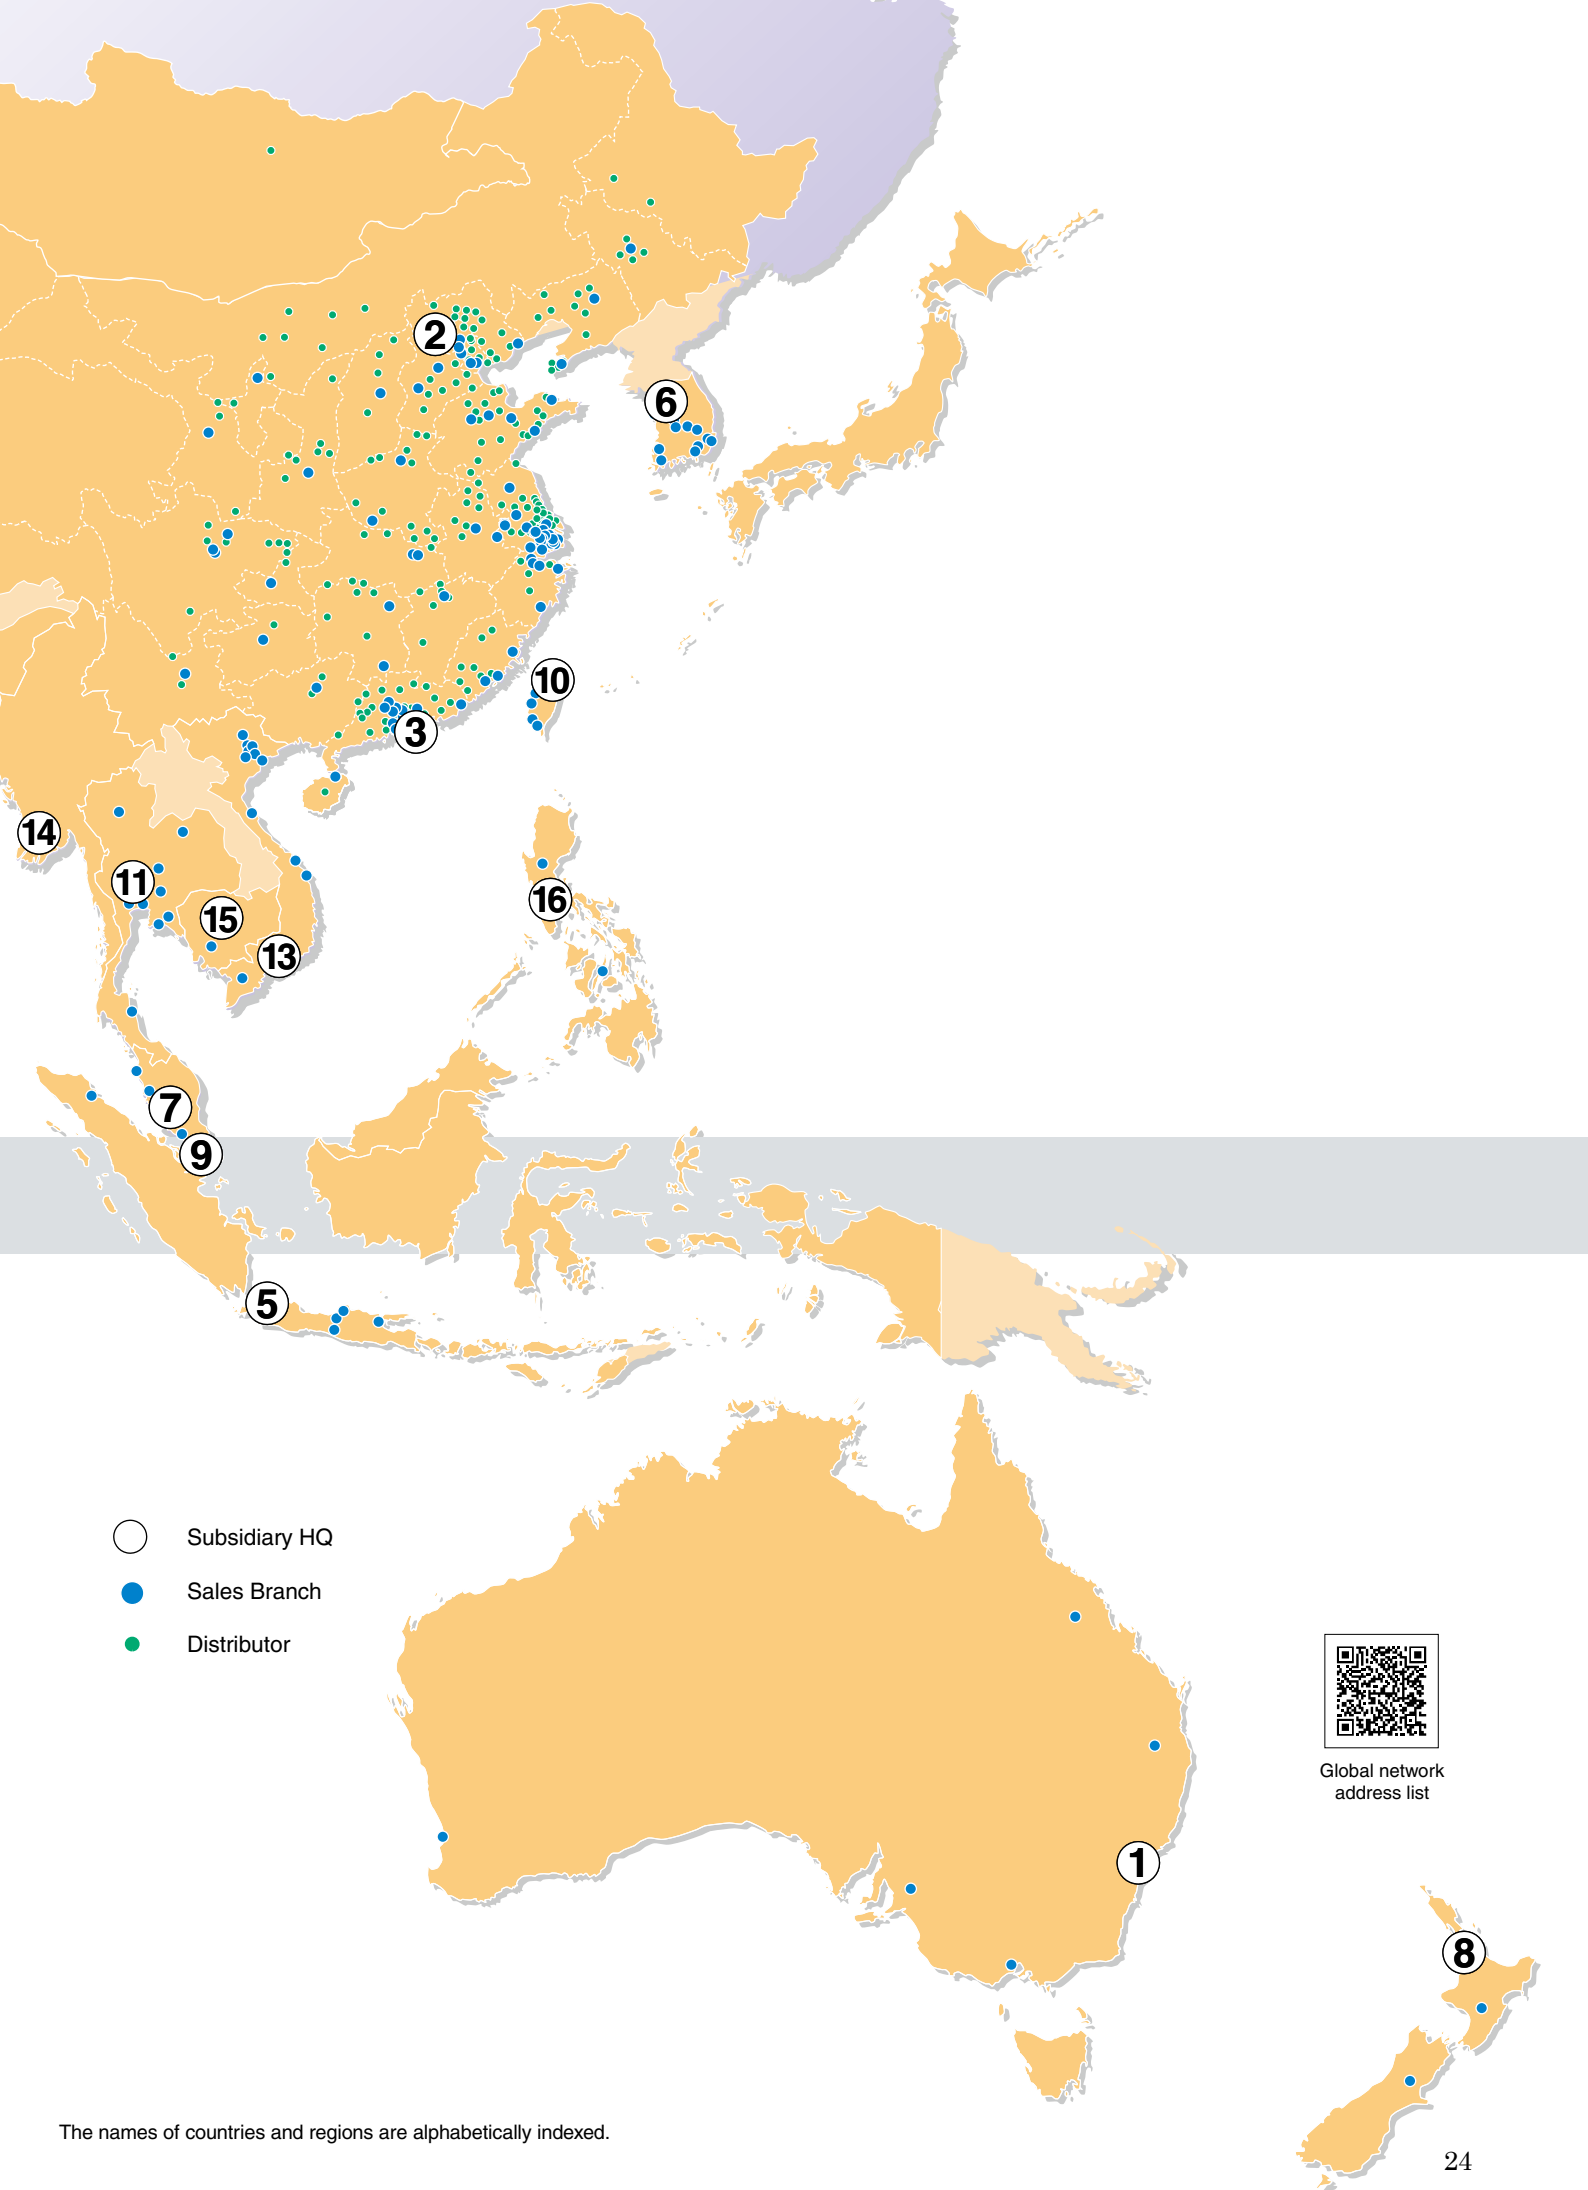 2
6
10
3
14
11
16
15
13
7
9
5
Subsidiary HQ
Sales Branch
Distributor
Global network
address list
1
8
The names of countries and regions are alphabetically indexed.
24